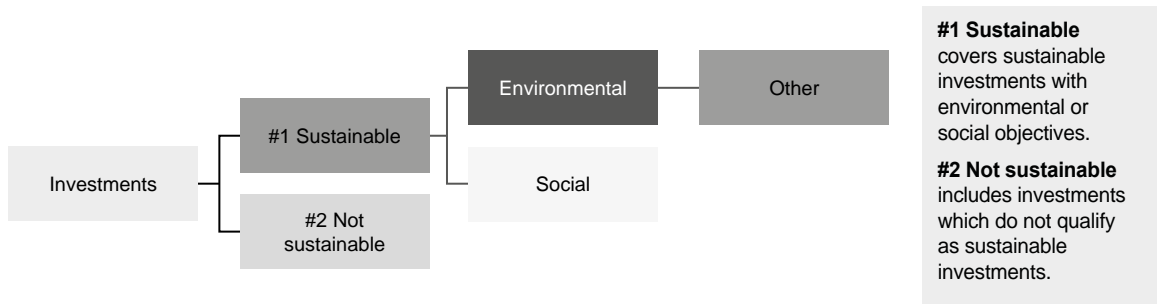 Investments
#1 Sustainable
#2 Not
sustainable
Environmental
Other
Social
#1 Sustainable
covers sustainable
investments with
environmental or
social objectives.
#2 Not sustainable
includes investments
which do not qualify
as sustainable
investments.